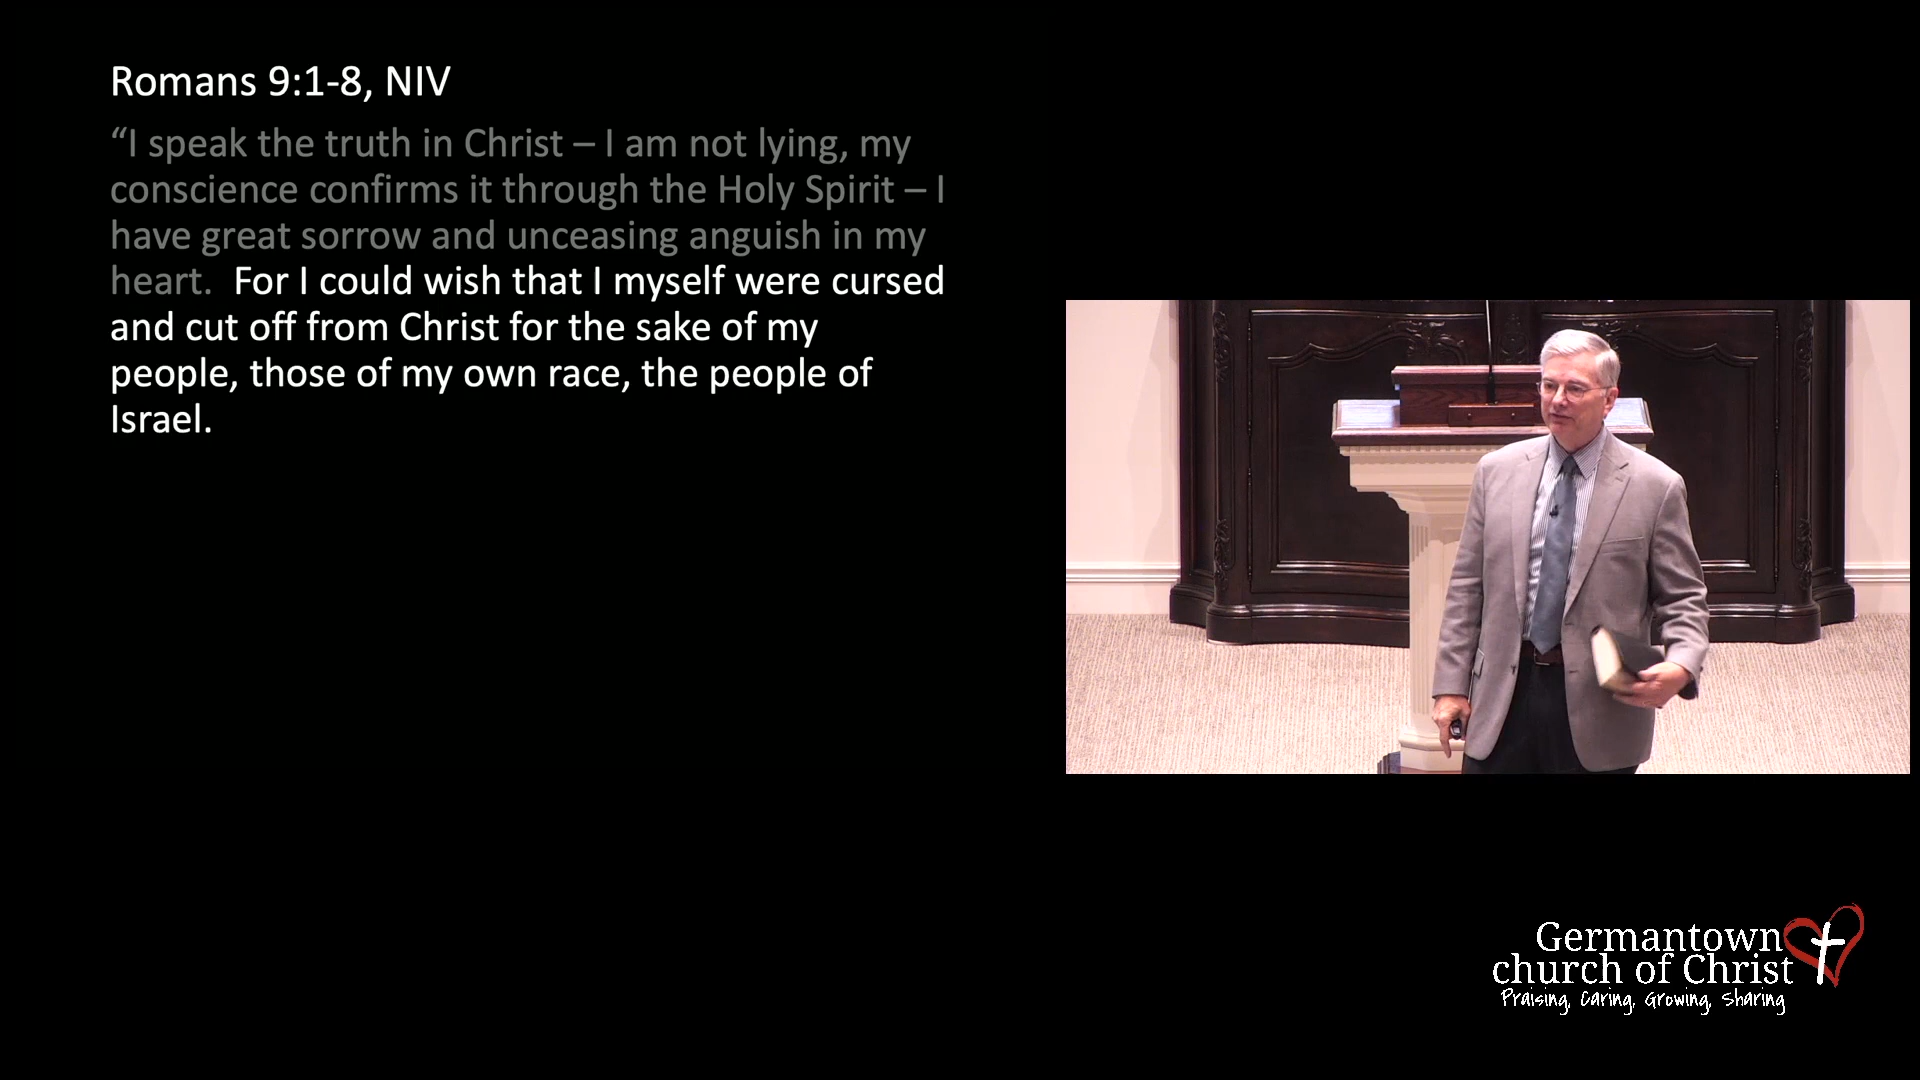 Romans 9:1-8, NIV
“I speak the truth in Christ – I am not lying, my
conscience confirms it through the Holy Spirit – I
have great sorrow and unceasing anguish in my
heart.  For I could wish that I myself were cursed
and cut off from Christ for the sake of my
people, those of my own race, the people of
Israel.
Germantown
church of Christ
Praising, Caring, Growing, Sharing